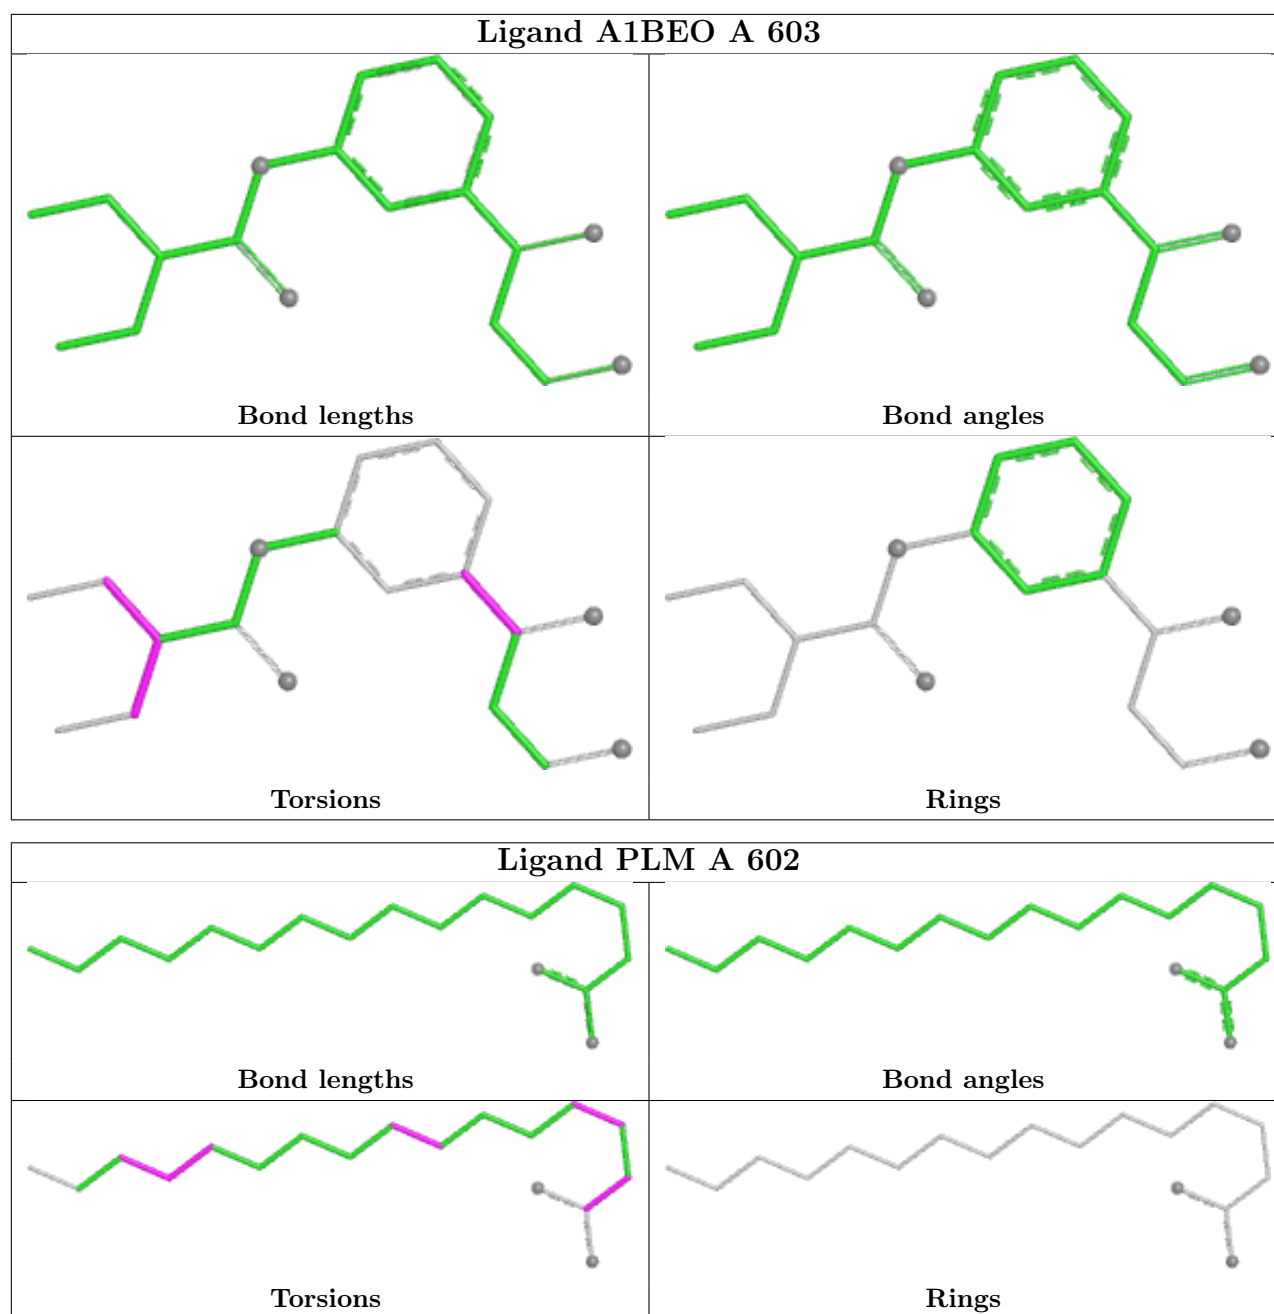 Ligand A1BEO A 603
Bond lengths
Bond angles
Torsions
Rings
Ligand PLM A 602
Bond lengths
Bond angles
Torsions
Rings